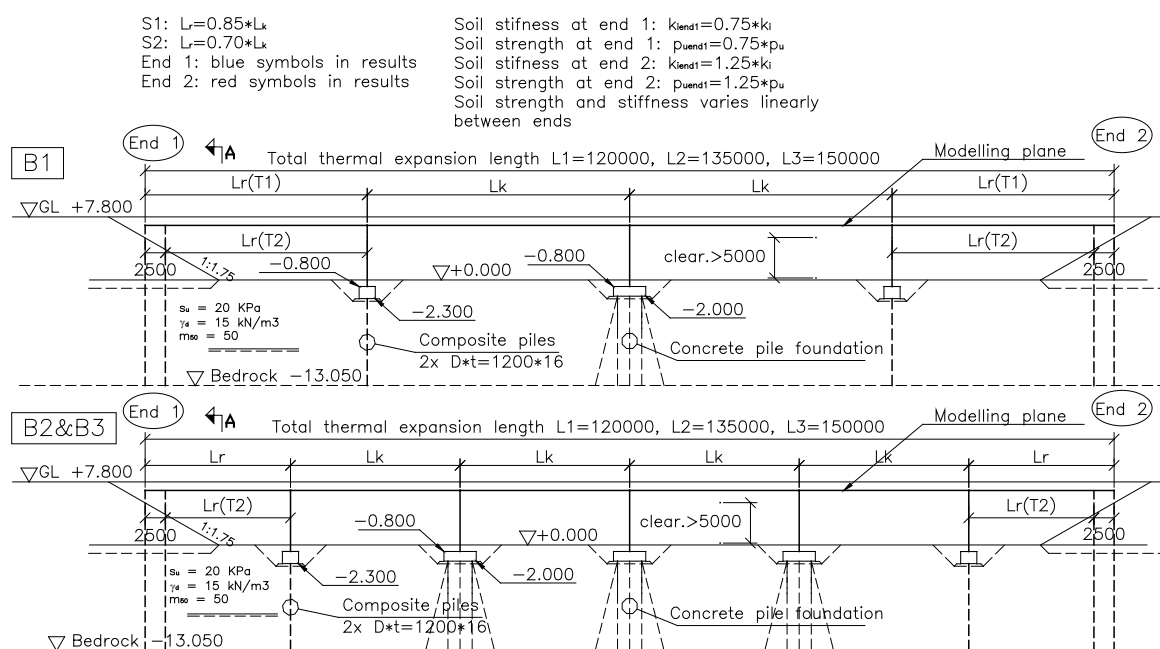 S1: Lr=0.85*Lk
S2: Lr=0.70*Lk
End 1: blue symbols in results
End 2: red symbols in results
Soil stifness at end 1: kiend1=0.75*ki
Soil strength at end 1: puend1=0.75*pu
Soil stifness at end 2: kiend1=1.25*ki
Soil strength at end 2: puend1=1.25*pu
Soil strength and stiffness varies linearly
between ends
End 1
A
End 2
B1
Total thermal expansion length L1=120000, L2=135000, L3=150000
Modelling plane
Lr(T1)
Lk
Lk
Lr(T1)
GL +7.800
Lr(T2)
-0.800
+0.000
-0.800
clear.>5000
Lr(T2)
2500
1:1.75
2500
su = 20 KPa
γd = 15 kN/m3
m50 = 50
-2.300
-2.000
Composite piles
2x D*t=1200*16
Concrete pile foundation
Bedrock -13.050
End 1
A
End 2
B2&B3
Total thermal expansion length L1=120000, L2=135000, L3=150000
Modelling plane
Lr
Lk
Lk
Lk
Lk
Lr
GL +7.800
Lr(T2)
-0.800
+0.000
clear.>5000
Lr(T2)
2500
1:1.75
2500
su = 20 KPa
γd = 15 kN/m3
m50 = 50
-2.300
-2.000
Composite piles
2x D*t=1200*16
Concrete pile foundation
Bedrock -13.050